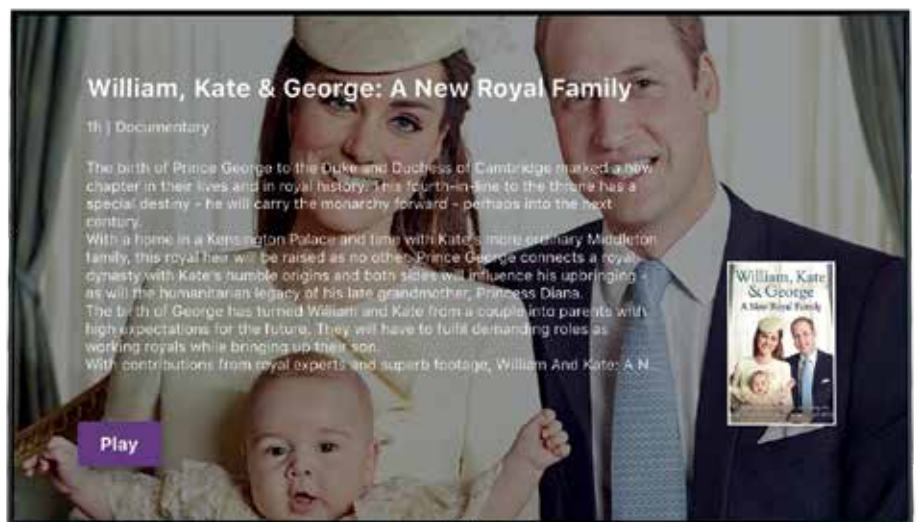 William, Kate & George: A New Royal Family
1h | Documentary
The birth of Prince George to the Duke and Duchess of Cambridge marked a new
chapter in their lives and in royal history. This fourth-in-line to the throne has a
special destiny - he will carry the monarchy forward - perhaps into the next
century.
With a home in a Kensington Palace and time with Kate's more ordinary Middleton
family, this royal heir will be raised as no other. Prince George connects a royal
dynasty with Kate's humble origins and both sides will influence his upbringing -
as will the humanitarian legacy of his late grandmother, Princess Diana.
The birth of George has turned William and Kate from a couple into parents with
high expectations for the future. They will have to fulfil demanding roles as
working royals while bringing up their son.
With contributions from royal experts and superb footage, William And Kate: A N...
William, Kate
& George
A New Royal Family
Play